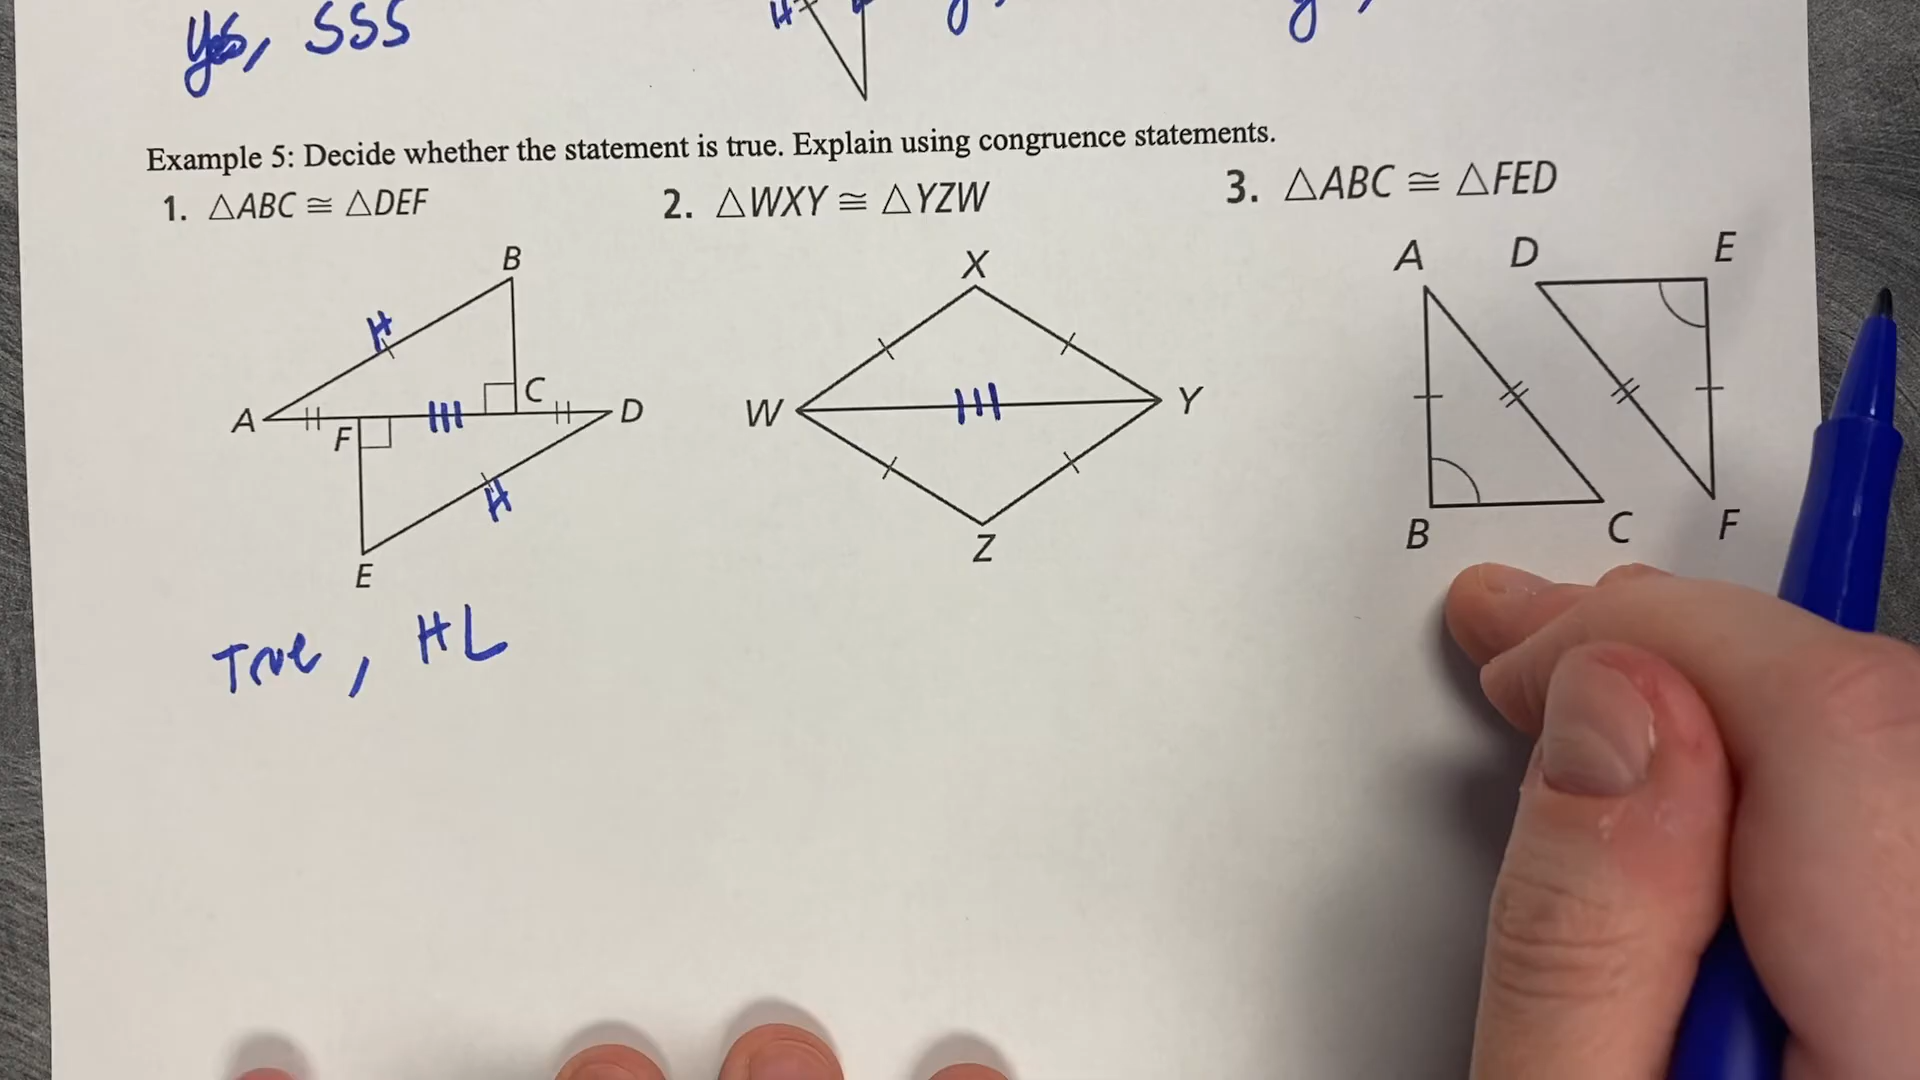 yes, SSS
Example 5: Decide whether the statement is true. Explain using congruence statements.
1. △ABC ≅ △DEF
2. △WXY ≅ △YZW
3. △ABC ≅ △FED
B
H
A
C
D
F
H
E
X
W
Y
Z
A
D
E
B
C
F
True, HL